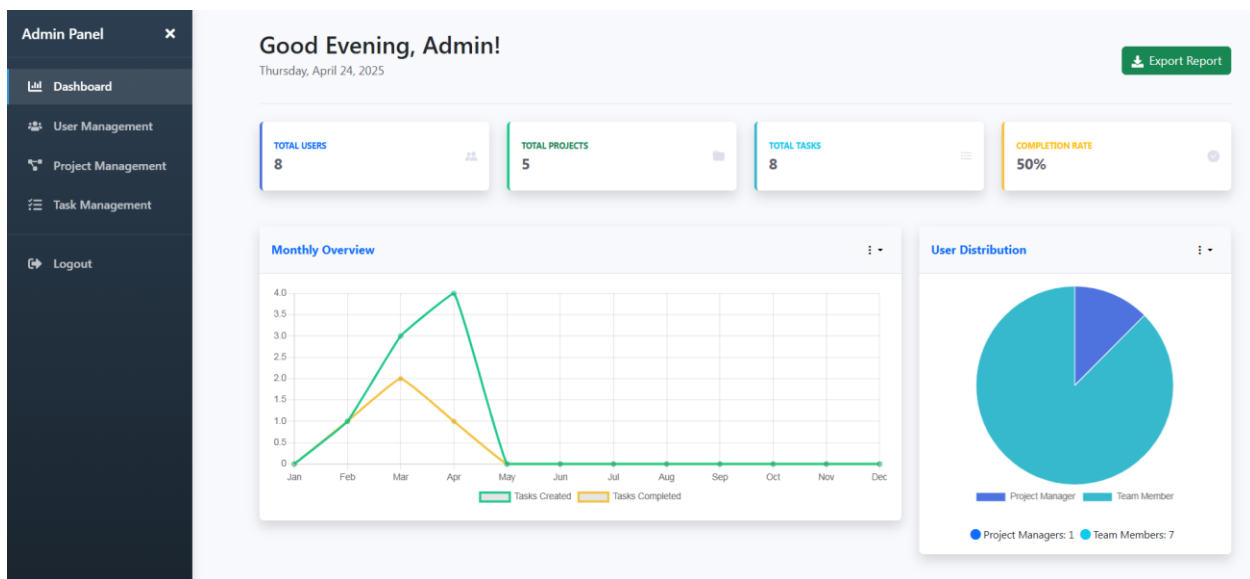 Admin Panel ×
Dashboard
User Management
Project Management
Task Management
Logout
Good Evening, Admin!
Thursday, April 24, 2025
Export Report
TOTAL USERS
8
TOTAL PROJECTS
5
TOTAL TASKS
8
COMPLETION RATE
50%
Monthly Overview
4.0
3.5
3.0
2.5
2.0
1.5
1.0
0.5
0
Jan Feb Mar Apr May Jun Jul Aug Sep Oct Nov Dec
Tasks Created Tasks Completed
User Distribution
Project Manager Team Member
Project Managers: 1 Team Members: 7